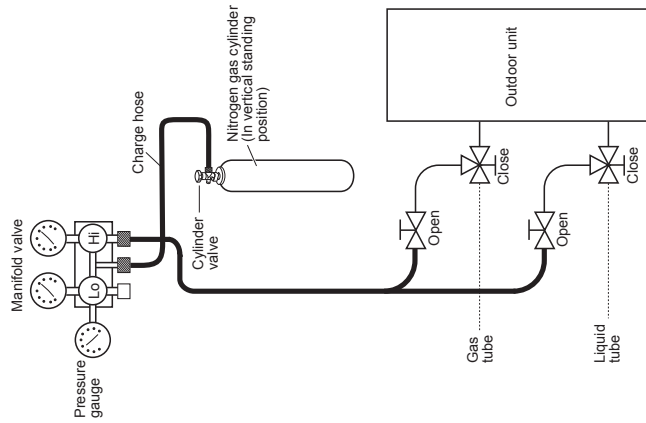 Manifold valve
Pressure
gauge
Lo
Hi
Charge hose
Cylinder
valve
Nitrogen gas cylinder
(In vertical standing
position)
Open
Open
Close
Close
Gas
tube
Liquid
tube
Outdoor unit